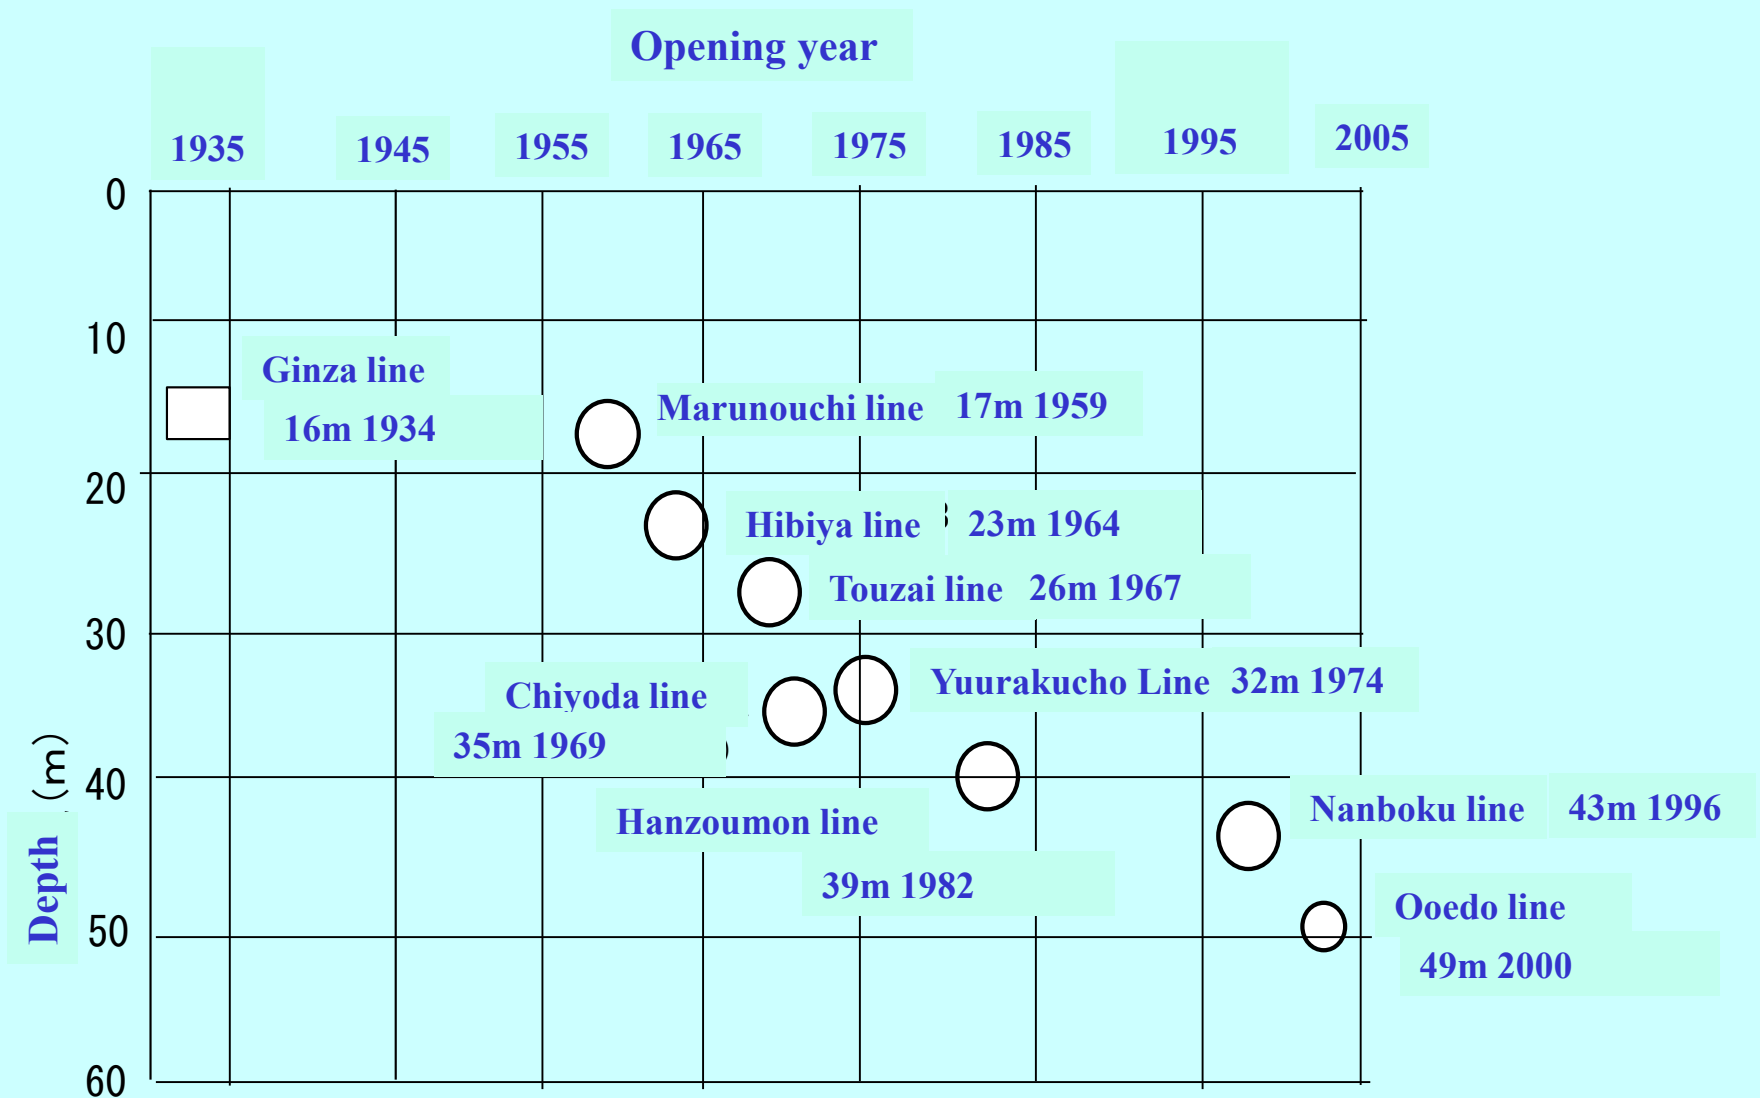 Opening year
1935 1945 1955 1965 1975 1985 1995 2005
0
10
Ginza line
16m 1934
Marunouchi line 17m 1959
20
Hibiya line 23m 1964
Touzai line 26m 1967
30
Yuurakucho Line 32m 1974
Chiyoda line
35m 1969
Depth (m)
40
Hanzoumon line
39m 1982
Nanboku line 43m 1996
50
Ooedo line
49m 2000
60